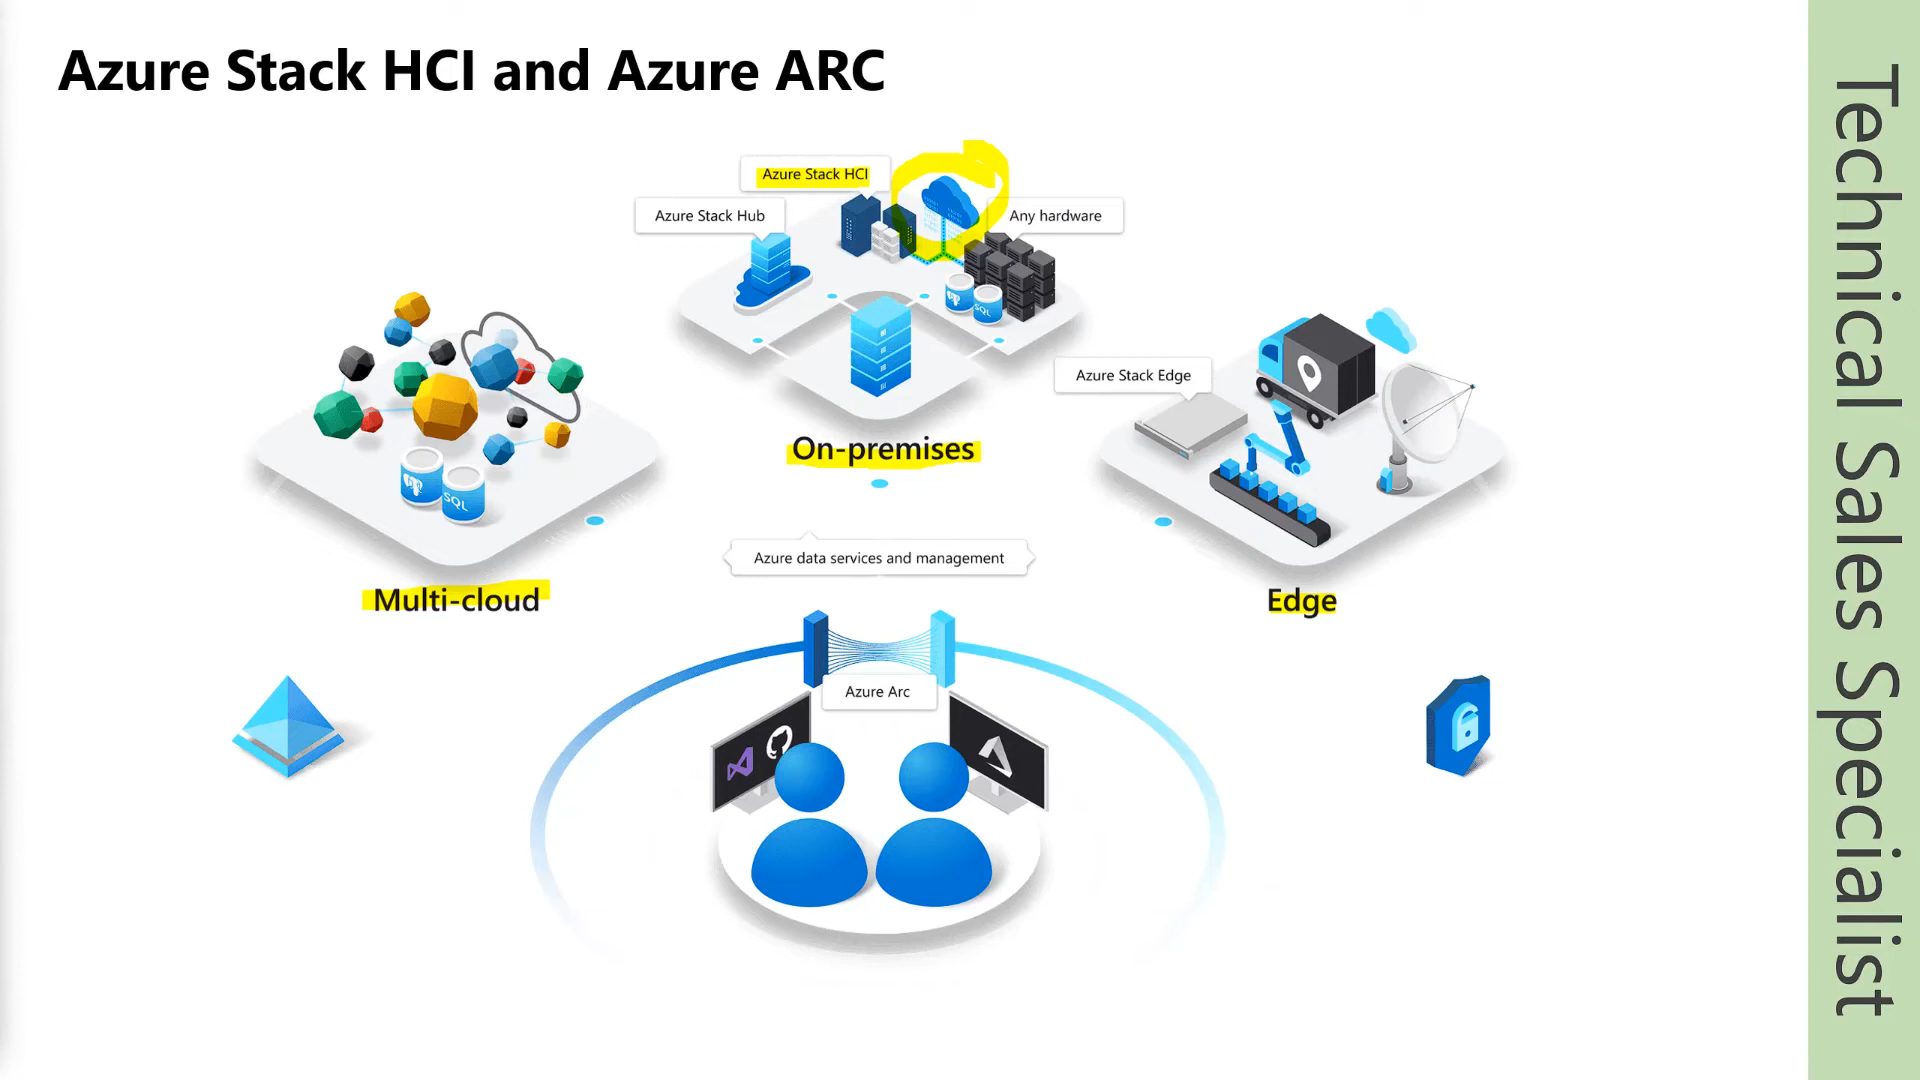 Azure Stack HCI and Azure ARC
Azure Stack HCI
Azure Stack Hub
Any hardware
SQL
Azure Stack Edge
On-premises
SQL
Azure data services and management
Multi-cloud
Edge
Azure Arc
Technical Sales Specialist